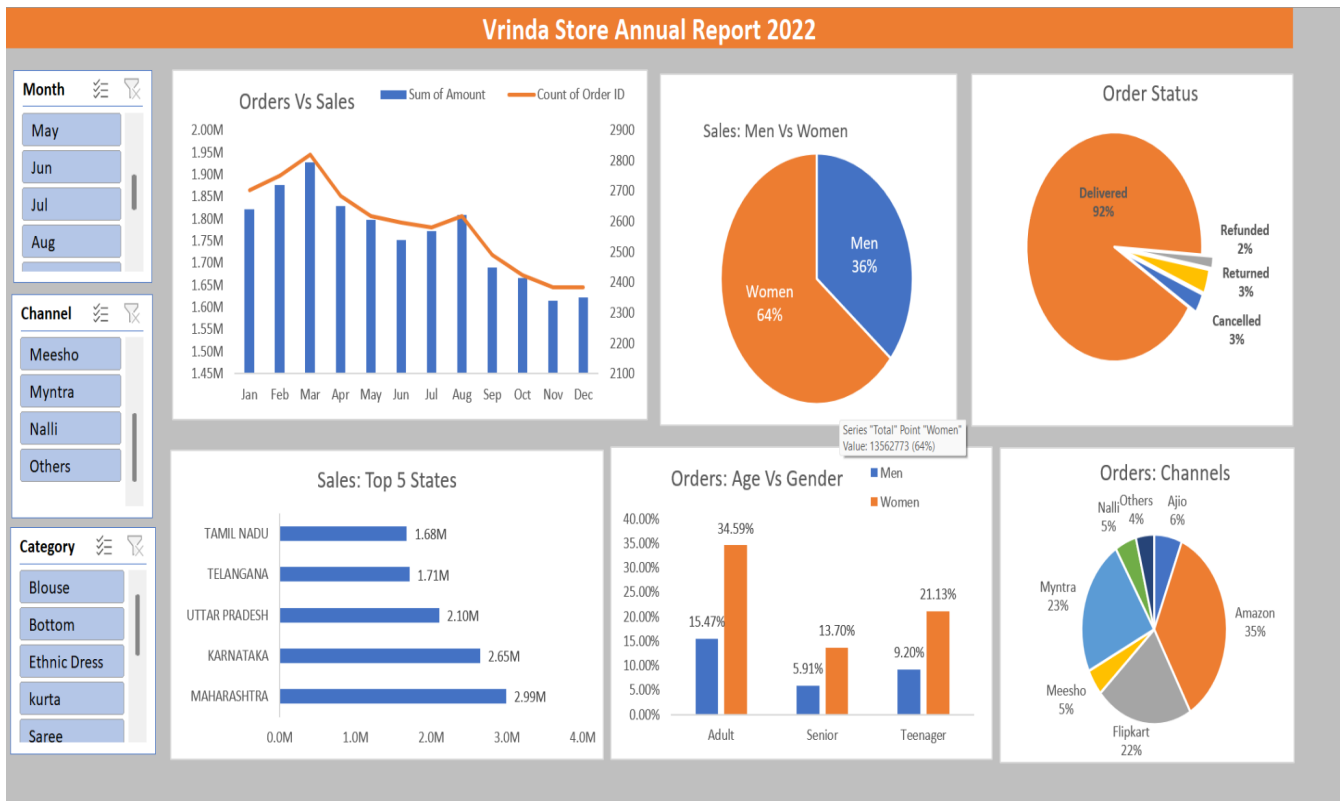 Vrinda Store Annual Report 2022
Month
May
Jun
Jul
Aug
Channel
Meesho
Myntra
Nalli
Others
Category
Blouse
Bottom
Ethnic Dress
kurta
Saree
Orders Vs Sales
Sum of Amount
Count of Order ID
2.00M
1.95M
1.90M
1.85M
1.80M
1.75M
1.70M
1.65M
1.60M
1.55M
1.50M
1.45M
2900
2800
2700
2600
2500
2400
2300
2200
2100
Jan Feb Mar Apr May Jun Jul Aug Sep Oct Nov Dec
Sales: Men Vs Women
Men
36%
Women
64%
Series "Total" Point "Women"
Value: 13562773 (64%)
Order Status
Delivered
92%
Refunded
2%
Returned
3%
Cancelled
3%
Sales: Top 5 States
TAMIL NADU 1.68M
TELANGANA 1.71M
UTTAR PRADESH 2.10M
KARNATAKA 2.65M
MAHARASHTRA 2.99M
0.0M 1.0M 2.0M 3.0M 4.0M
Orders: Age Vs Gender
Men
Women
40.00%
35.00%
30.00%
25.00%
20.00%
15.00%
10.00%
5.00%
0.00%
15.47%
34.59%
5.91%
13.70%
9.20%
21.13%
Adult Senior Teenager
Orders: Channels
Nalli
5%
Others
4%
Ajio
6%
Myntra
23%
Amazon
35%
Meesho
5%
Flipkart
22%